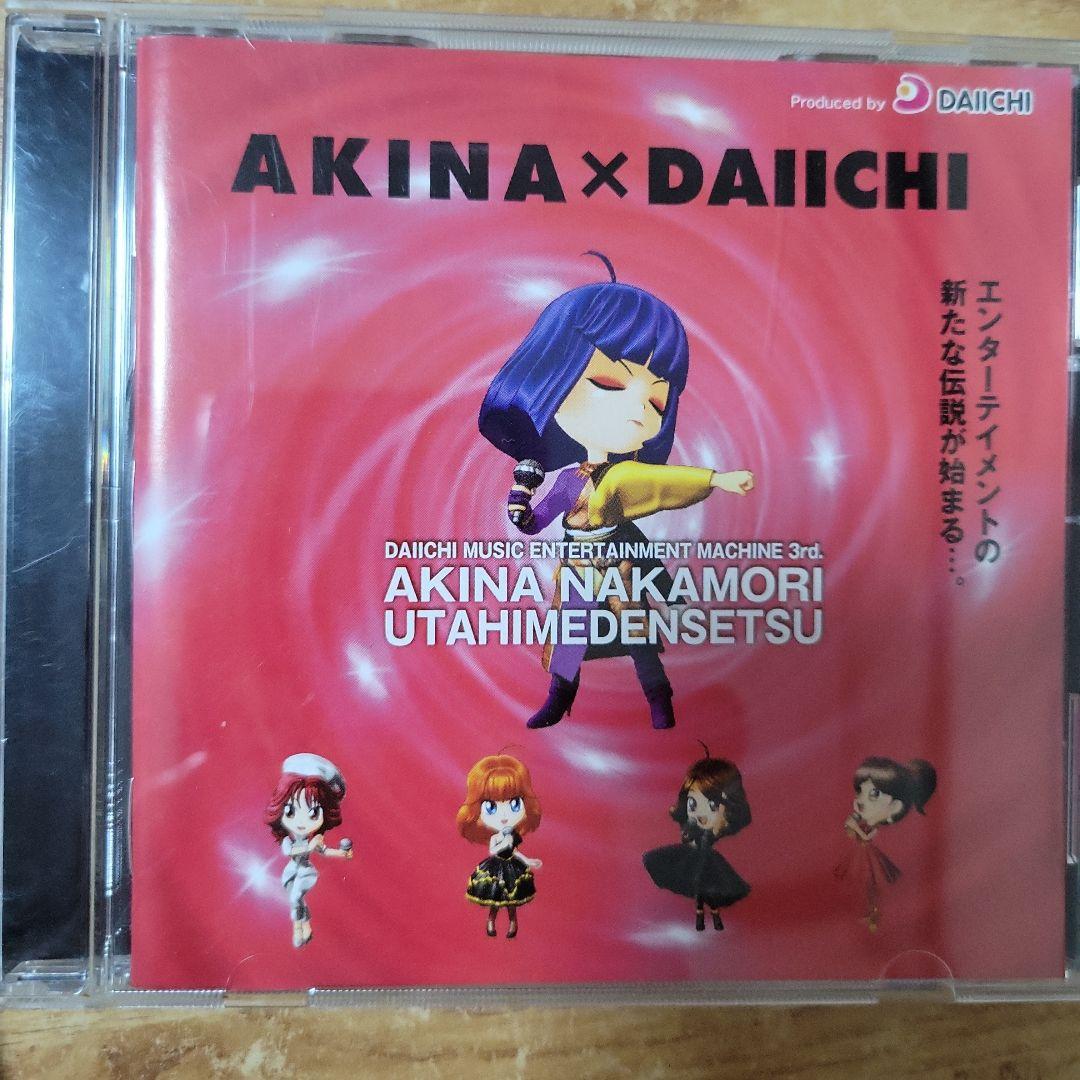 Produced by DAIICHI
AKINA×DAIICHI
エンターテイメントの
新たな伝説が始まる…。
DAIICHI MUSIC ENTERTAINMENT MACHINE 3rd.
AKINA NAKAMORI
UTAHIMEDENSETSU